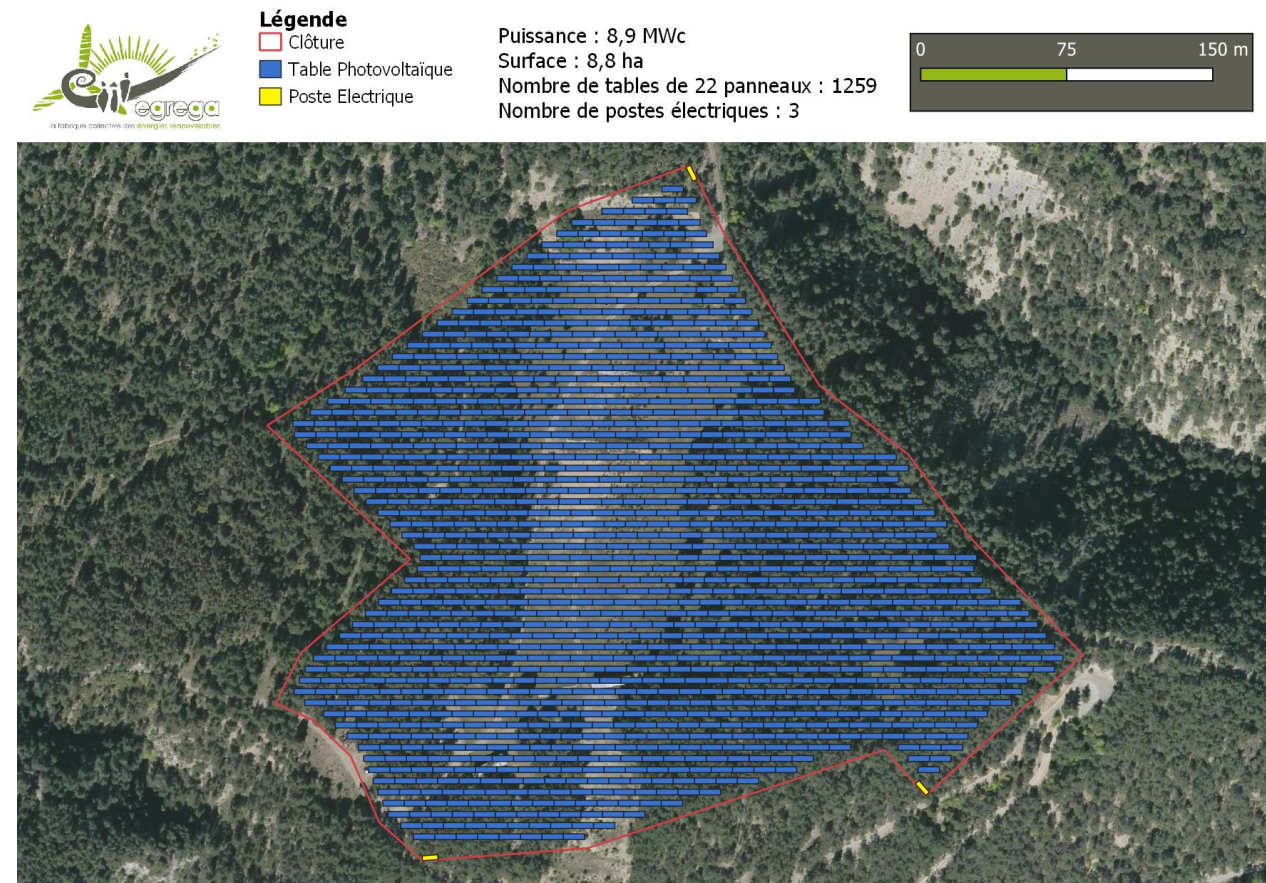 egrega
la fabrique collective des énergies renouvelables
Légende
Clôture
Table Photovoltaïque
Poste Electrique
Puissance : 8,9 MWc
Surface : 8,8 ha
Nombre de tables de 22 panneaux : 1259
Nombre de postes électriques : 3
0 75 150 m